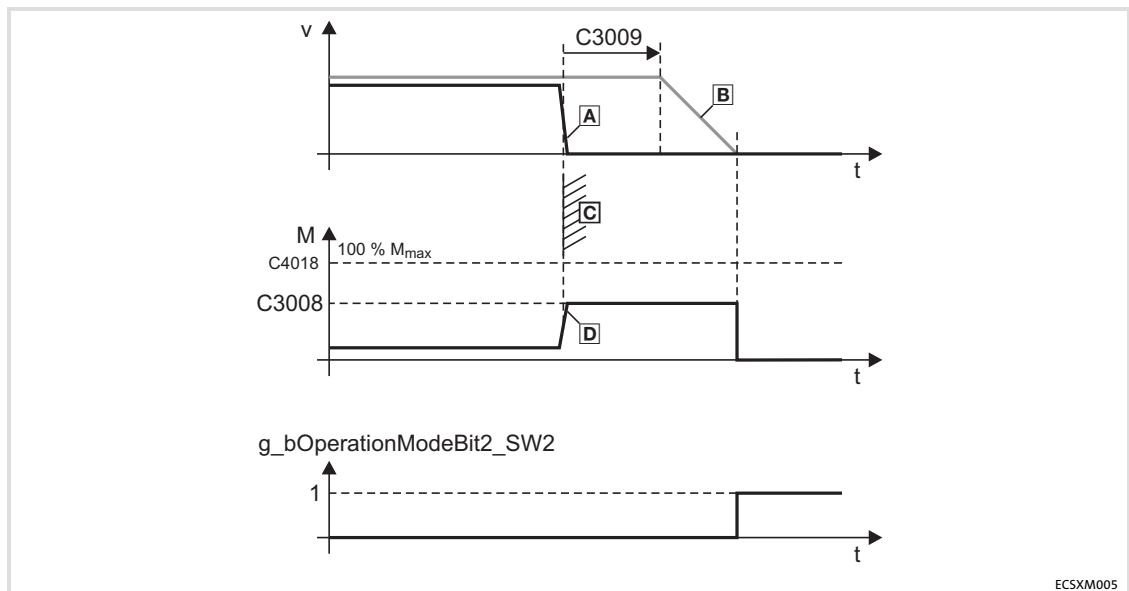 v
C3009
A
B
t
C
M
100 % Mmax
C4018
C3008
D
t
g_bOperationModeBit2_SW2
1
t
ECSXM005